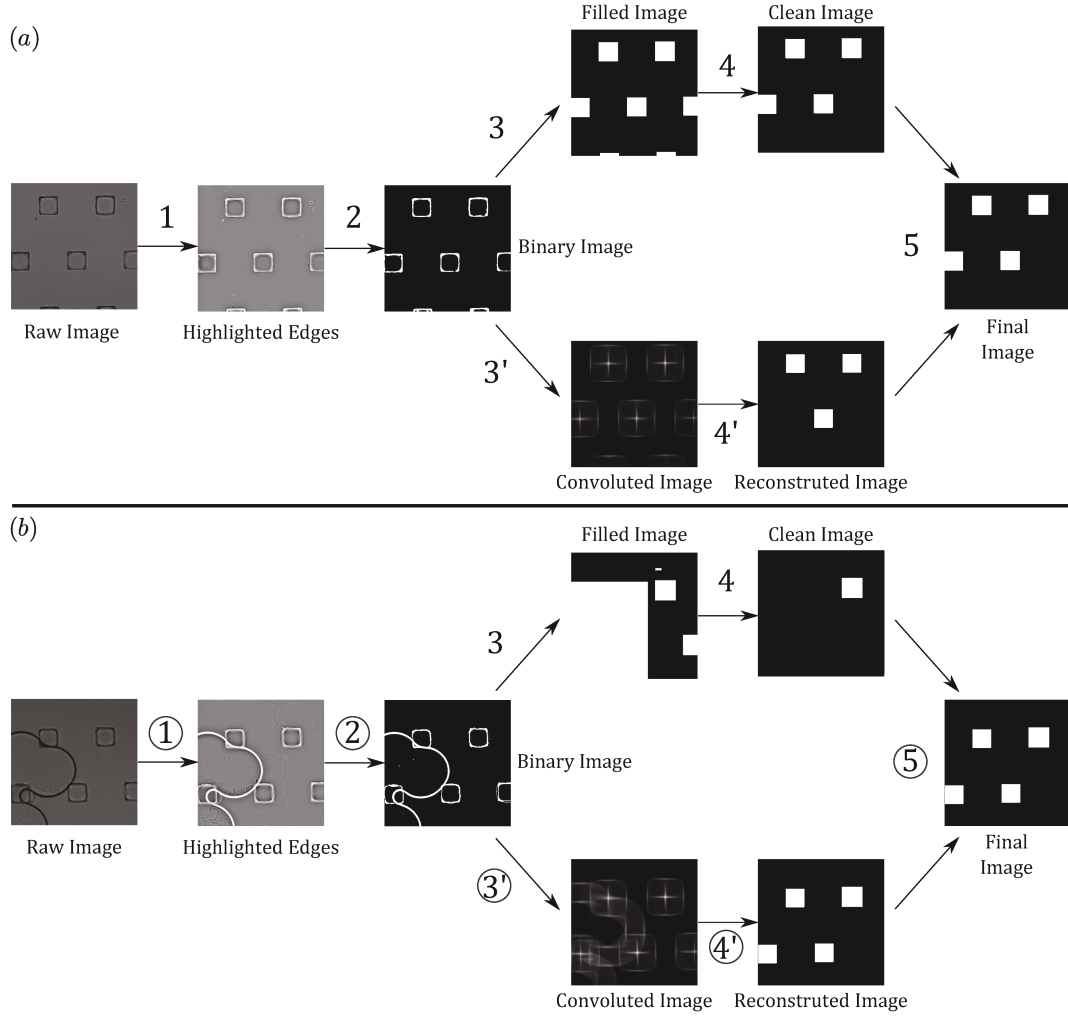 (a)
Filled Image
Clean Image
4
3
1
2
Binary Image
5
Raw Image
Highlighted Edges
Final
Image
3'
4'
Convoluted Image
Reconstruted Image
(b)
Filled Image
Clean Image
4
3
1
2
Binary Image
5
Raw Image
Highlighted Edges
Final
Image
3'
4'
Convoluted Image
Reconstruted Image